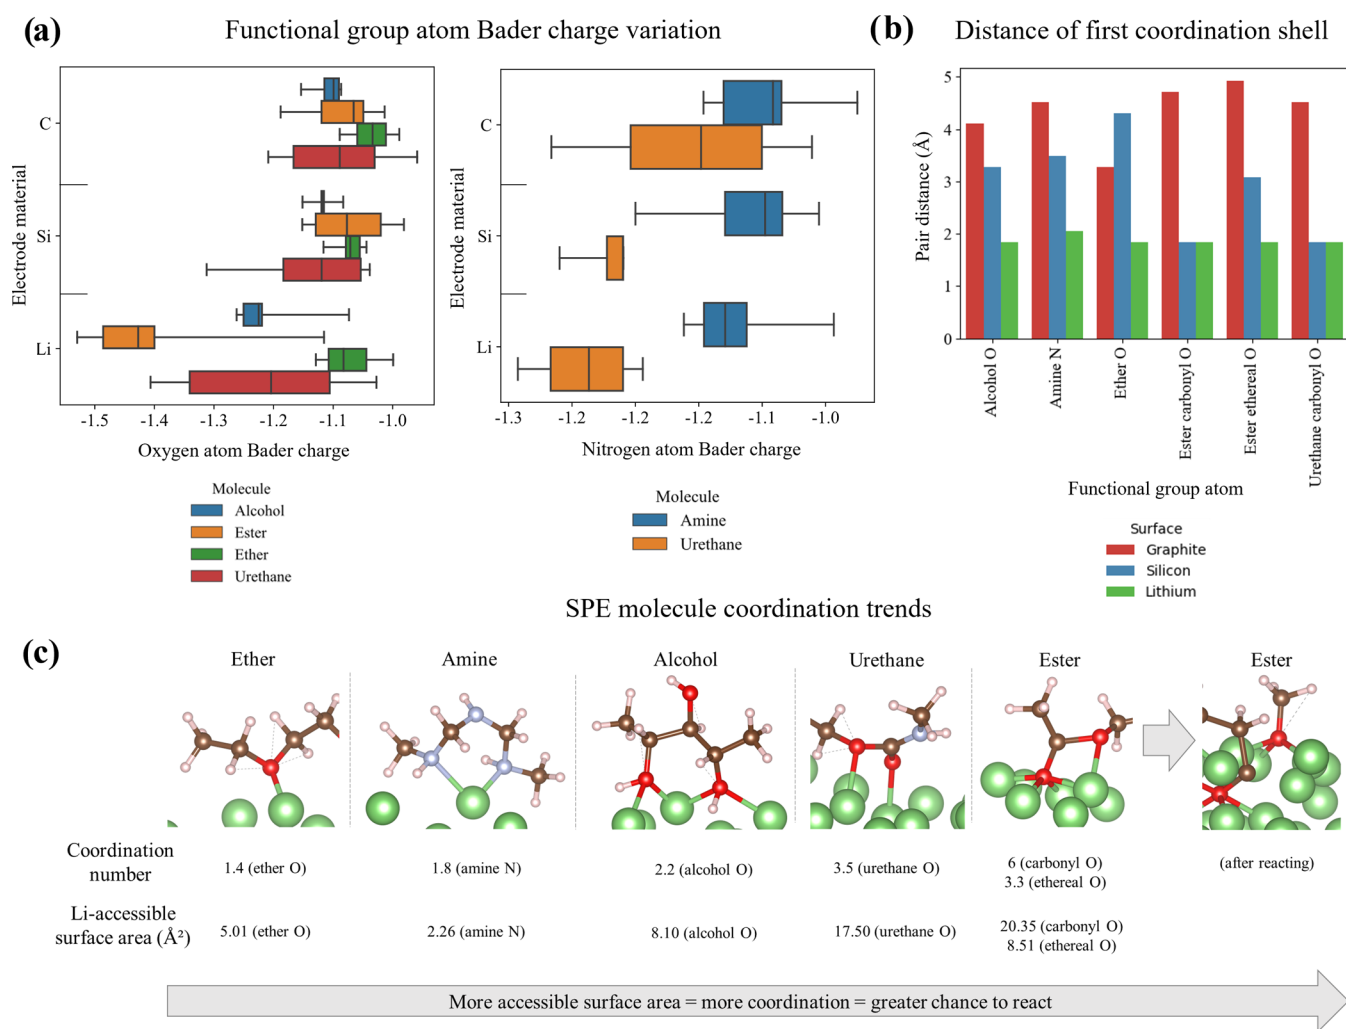 (a)
Functional group atom Bader charge variation
Electrode material
C
Si
Li
-1.5
-1.4
-1.3
-1.2
-1.1
-1.0
Oxygen atom Bader charge
Molecule
Alcohol
Ester
Ether
Urethane
Electrode material
C
Si
Li
-1.3
-1.2
-1.2
-1.2
-1.1
-1.0
Nitrogen atom Bader charge
Molecule
Amine
Urethane
(b)
Distance of first coordination shell
Pair distance (Å)
5
4
3
2
1
0
Alcohol O
Amine N
Ether O
Ester carbonyl O
Ester ethereal O
Urethane carbonyl O
Functional group atom
Surface
Graphite
Silicon
Lithium
SPE molecule coordination trends
(c)
Ether
Amine
Alcohol
Urethane
Ester
Ester
Coordination
number
1.4 (ether O)
1.8 (amine N)
2.2 (alcohol O)
3.5 (urethane O)
6 (carbonyl O)
3.3 (ethereal O)
(after reacting)
Li-accessible
surface area (Å²)
5.01 (ether O)
2.26 (amine N)
8.10 (alcohol O)
17.50 (urethane O)
20.35 (carbonyl O)
8.51 (ethereal O)
More accessible surface area = more coordination = greater chance to react